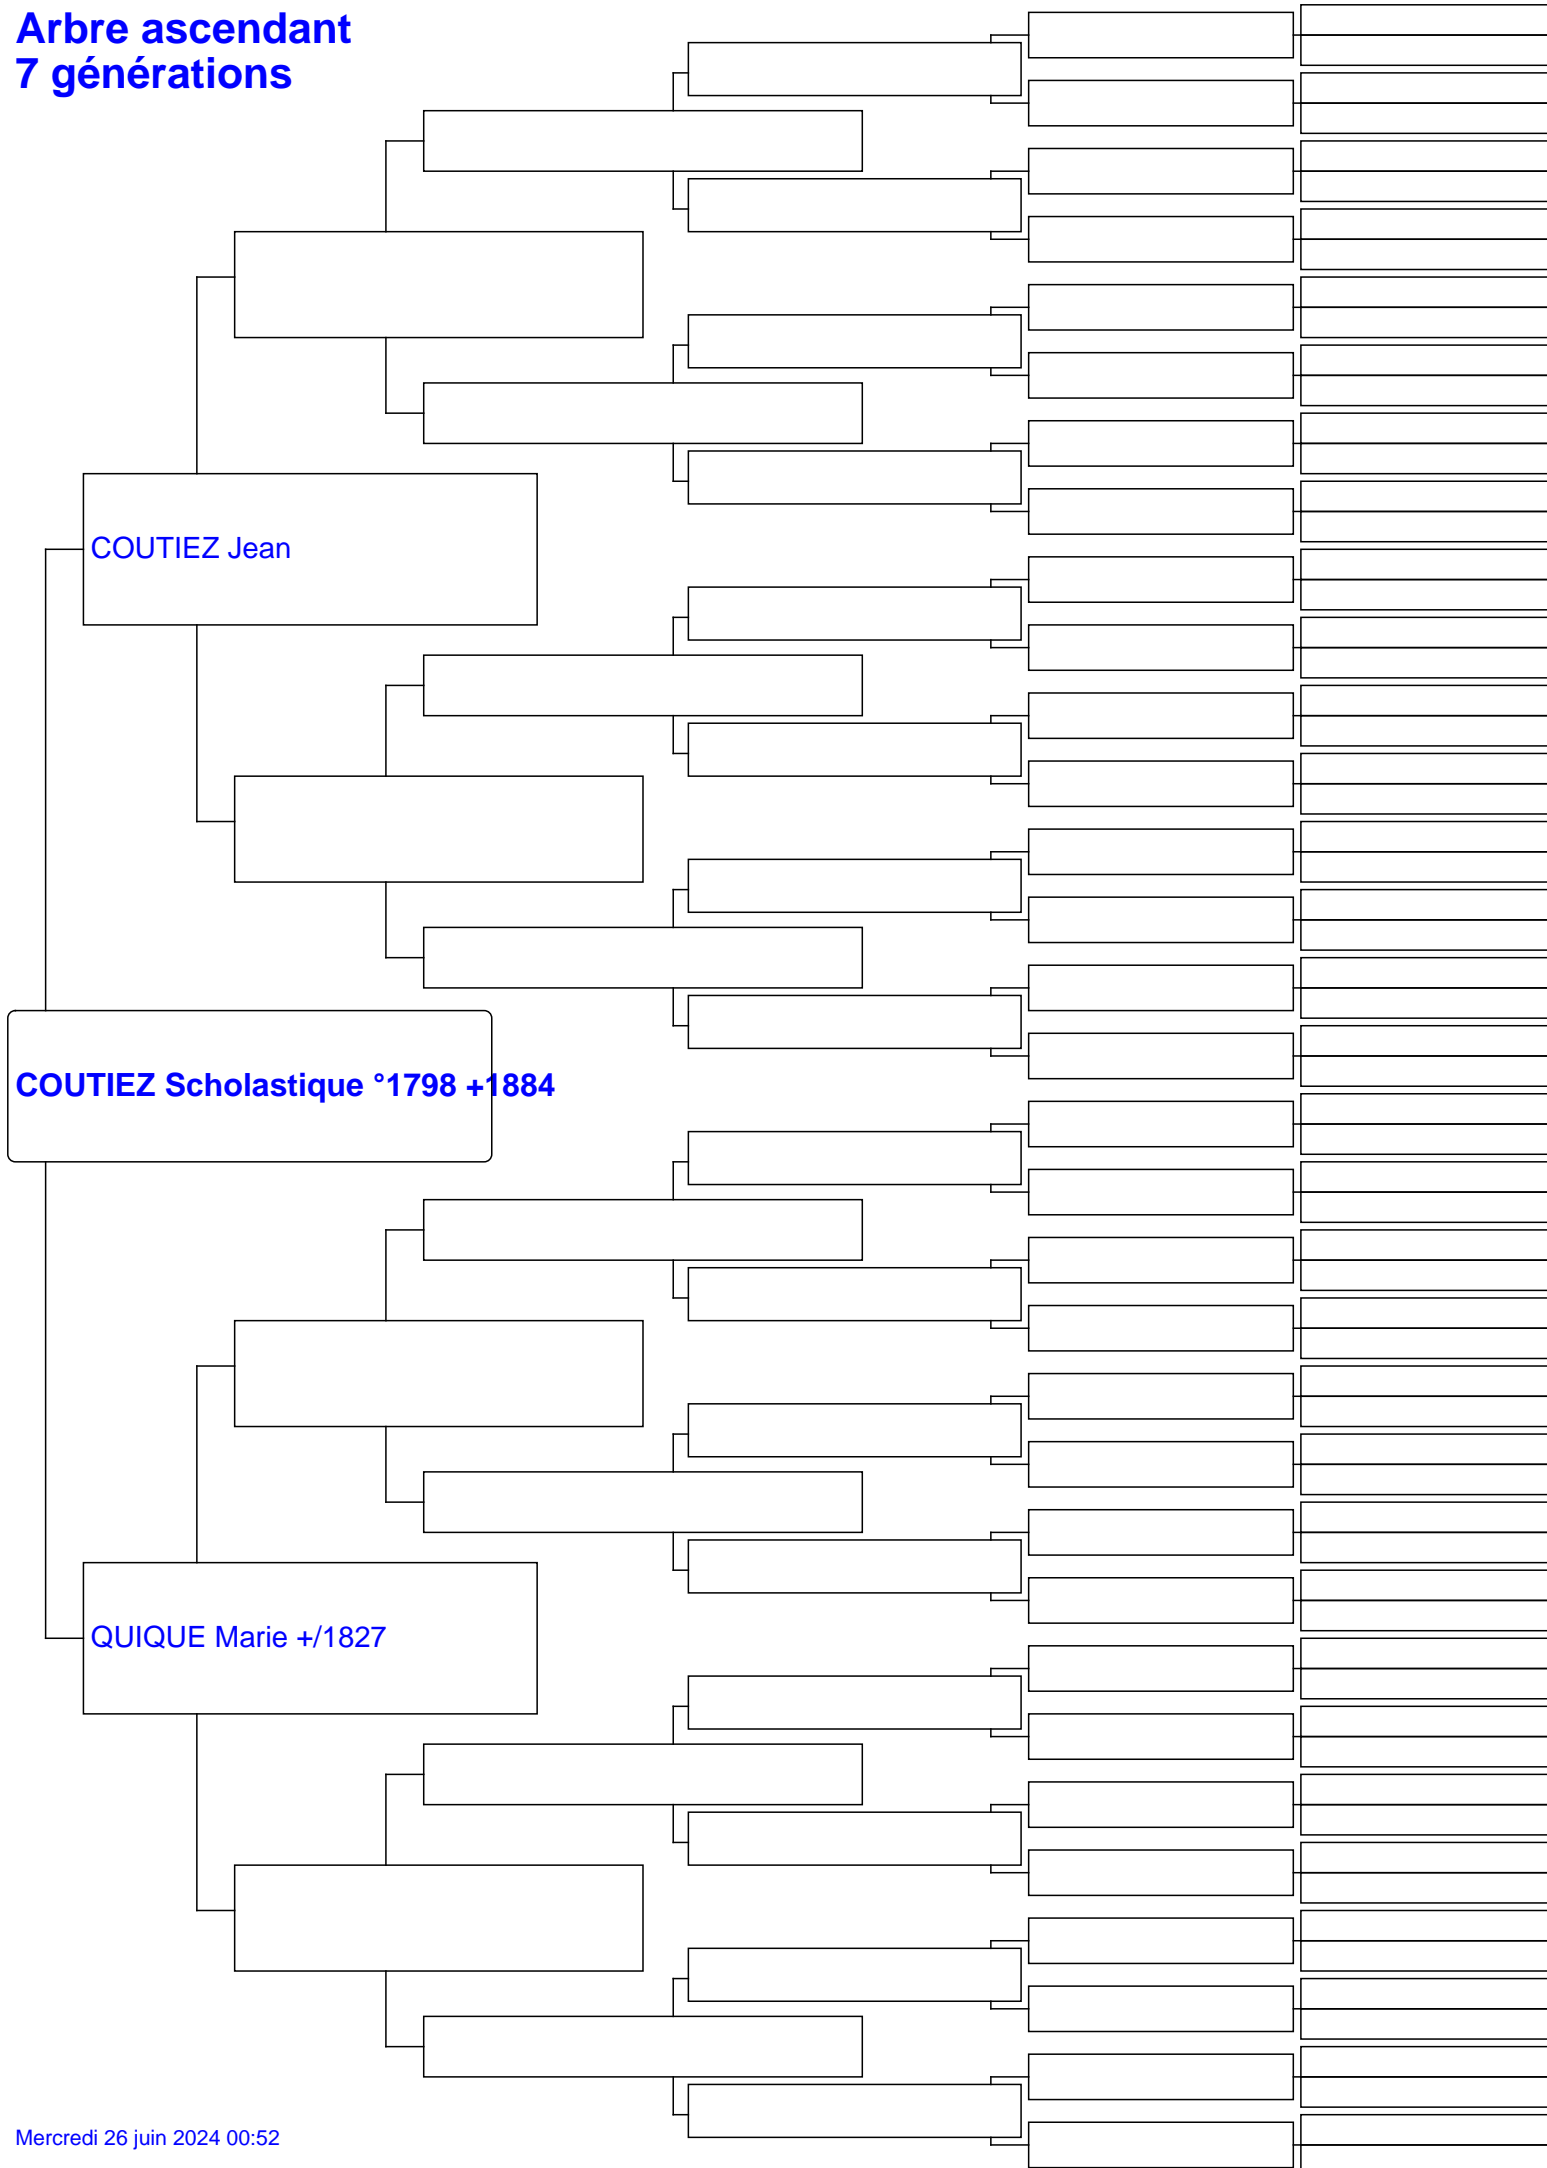 Arbre ascendant
7 générations
COUTIEZ Jean
COUTIEZ Scholastique °1798 +1884
QUIQUE Marie +/1827
Mercredi 26 juin 2024 00:52